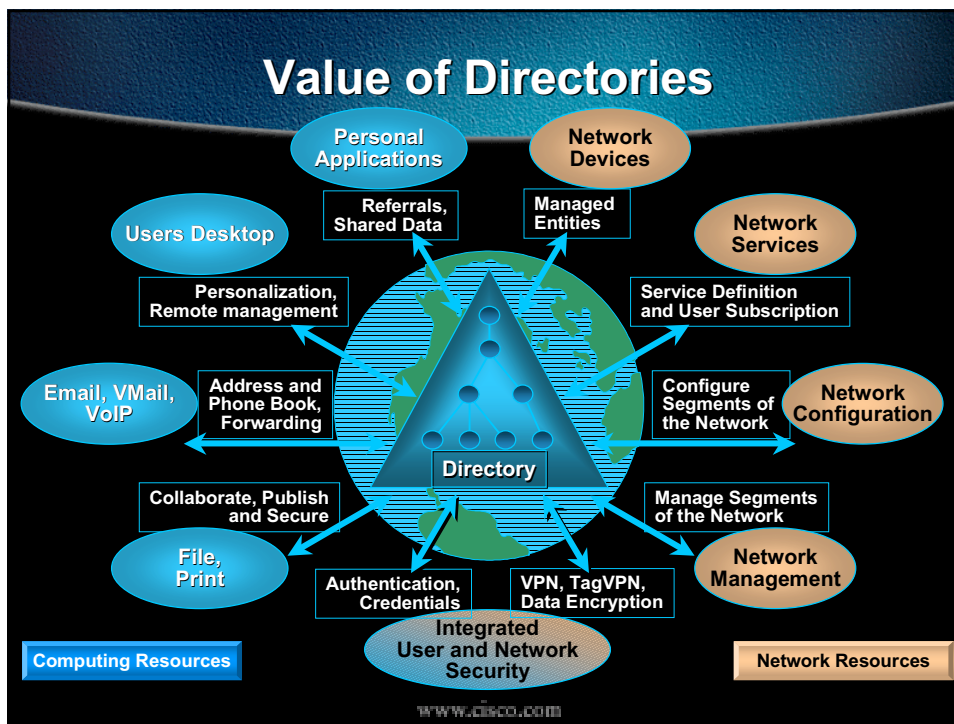 Value of Directories
Personal
Applications
Network
Devices
Referrals,
Shared Data
Managed
Entities
Users Desktop
Network
Services
Personalization,
Remote management
Service Definition
and User Subscription
Email, VMail,
VoIP
Address and
Phone Book,
Forwarding
Configure
Segments of
the Network
Network
Configuration
Directory
Collaborate, Publish
and Secure
Manage Segments
of the Network
File,
Print
Network
Management
Authentication,
Credentials
VPN, TagVPN,
Data Encryption
Integrated
User and Network
Security
Computing Resources
Network Resources
www.cisco.com